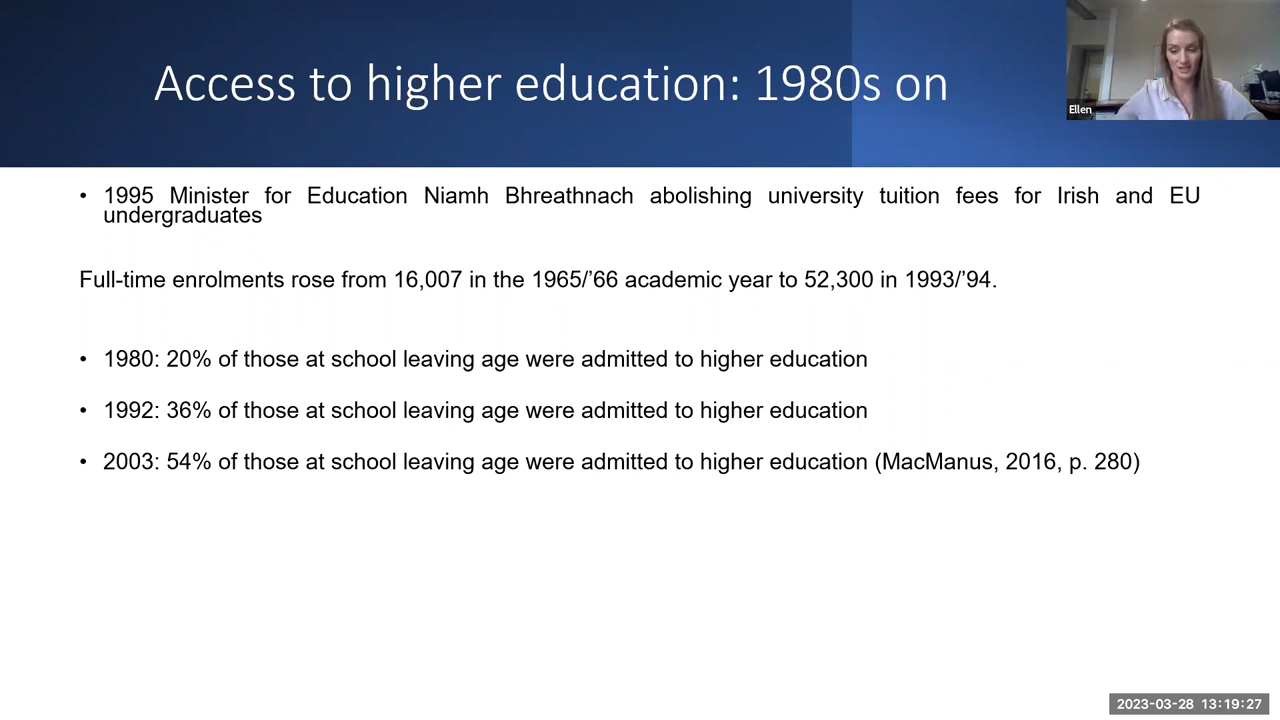 Access to higher education: 1980s on
Ellen
• 1995 Minister for Education Niamh Bhreathnach abolishing university tuition fees for Irish and EU
undergraduates
Full-time enrolments rose from 16,007 in the 1965/’66 academic year to 52,300 in 1993/’94.
• 1980: 20% of those at school leaving age were admitted to higher education
• 1992: 36% of those at school leaving age were admitted to higher education
• 2003: 54% of those at school leaving age were admitted to higher education (MacManus, 2016, p. 280)
2023-03-28 13:19:27